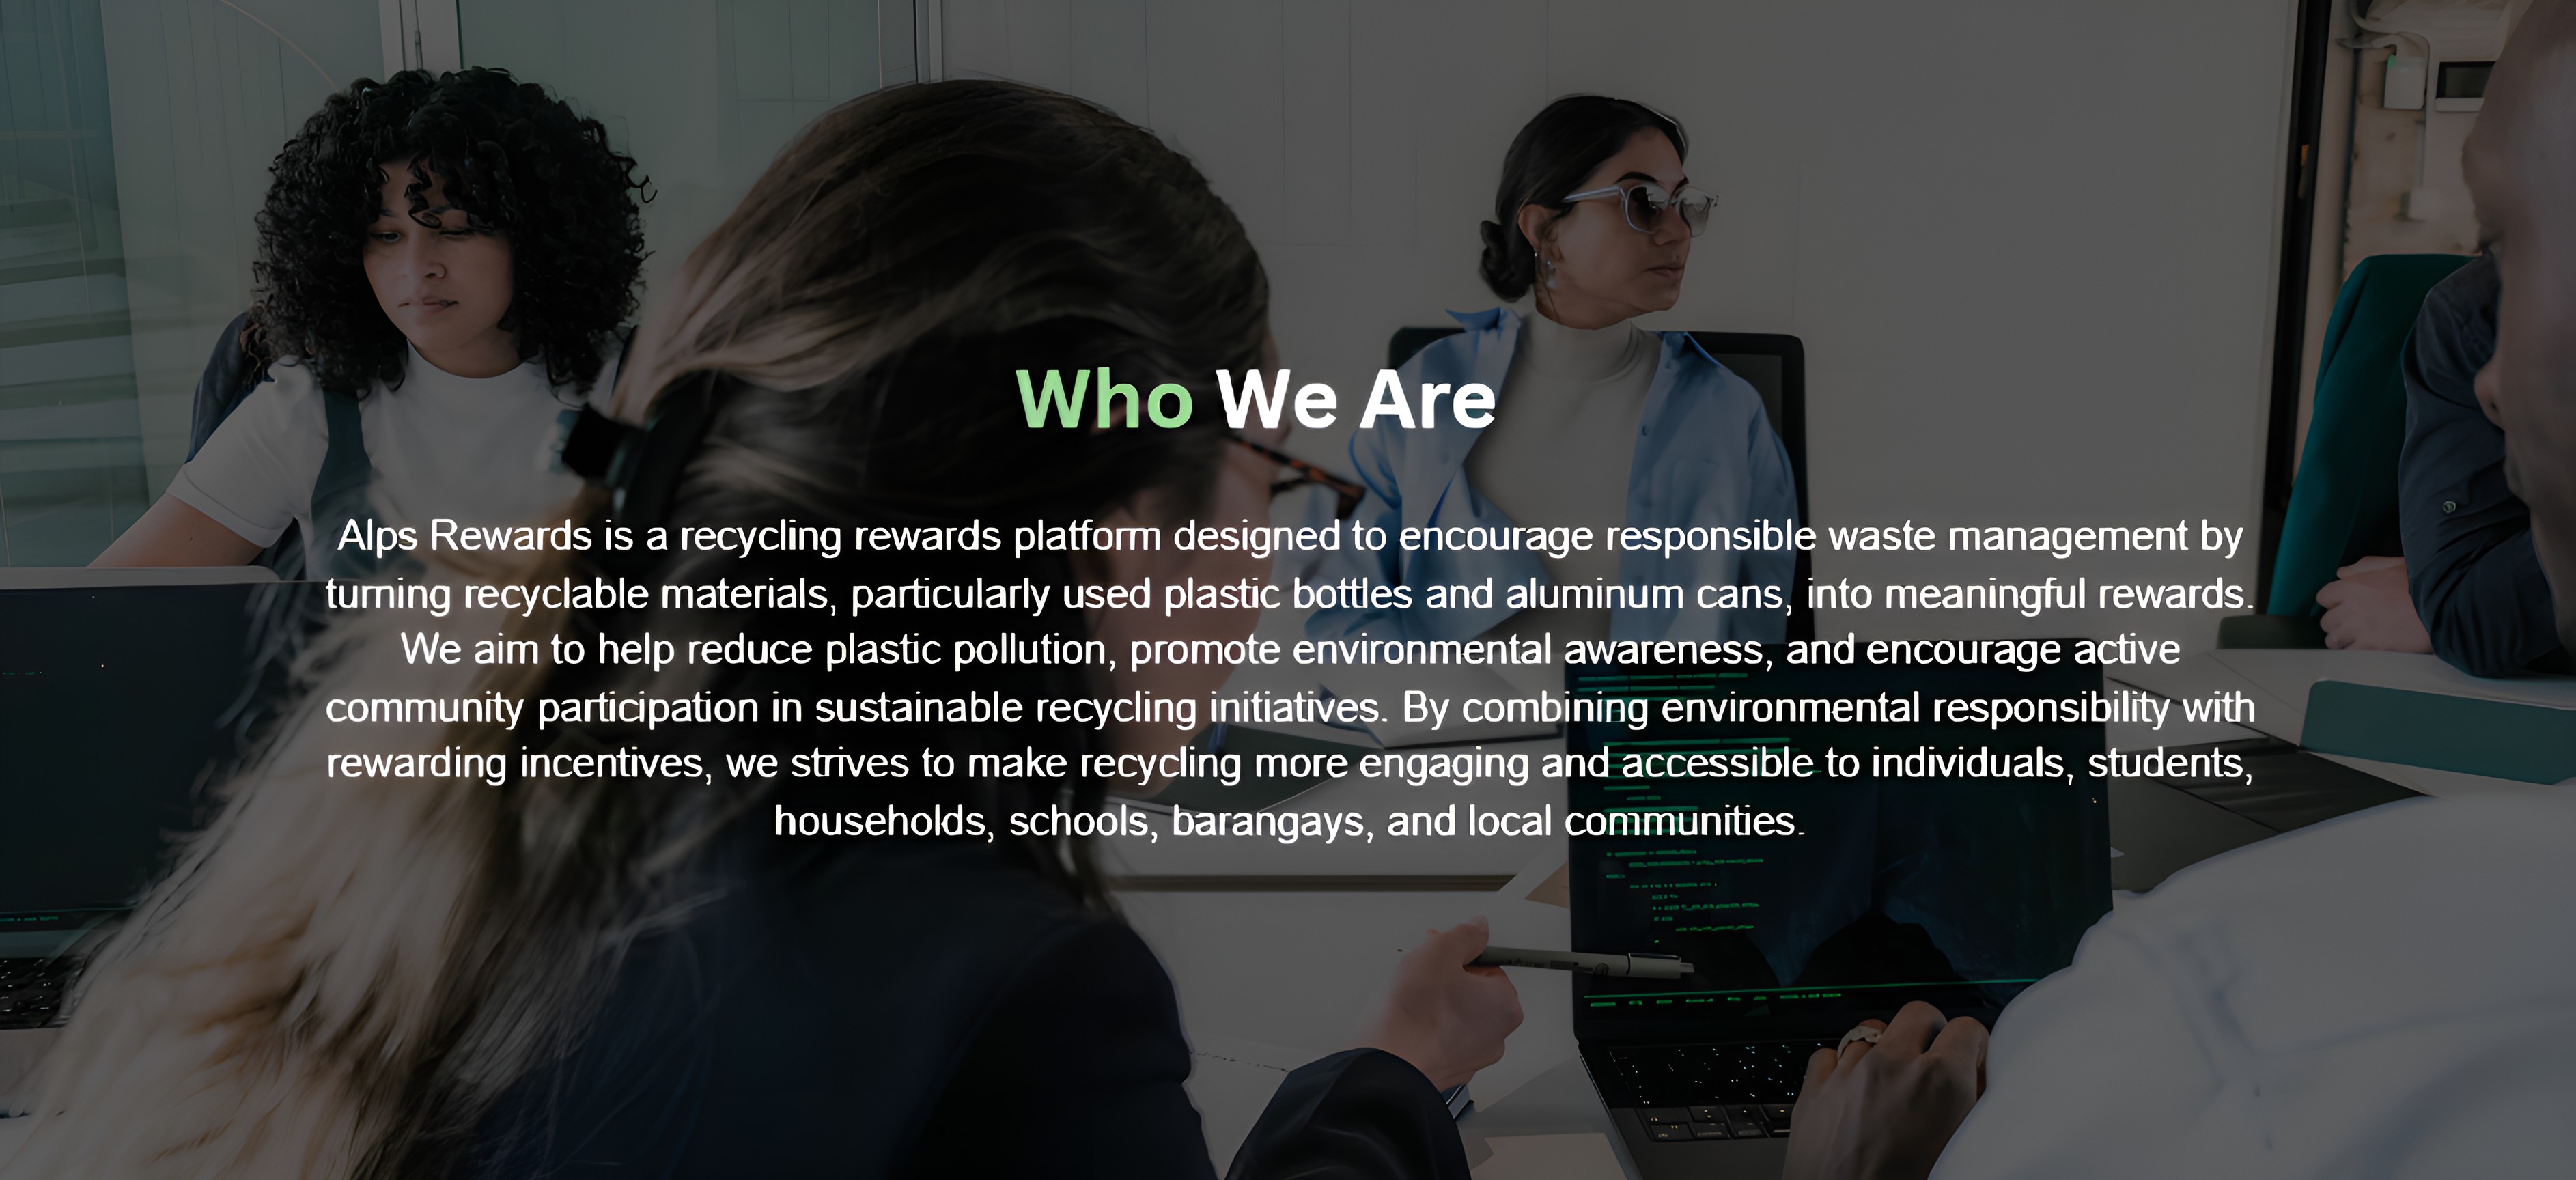 Who We Are
Alps Rewards is a recycling rewards platform designed to encourage responsible waste management by
turning recyclable materials, particularly used plastic bottles and aluminum cans, into meaningful rewards.
We aim to help reduce plastic pollution, promote environmental awareness, and encourage active
community participation in sustainable recycling initiatives. By combining environmental responsibility with
rewarding incentives, we strives to make recycling more engaging and accessible to individuals, students,
households, schools, barangays, and local communities.